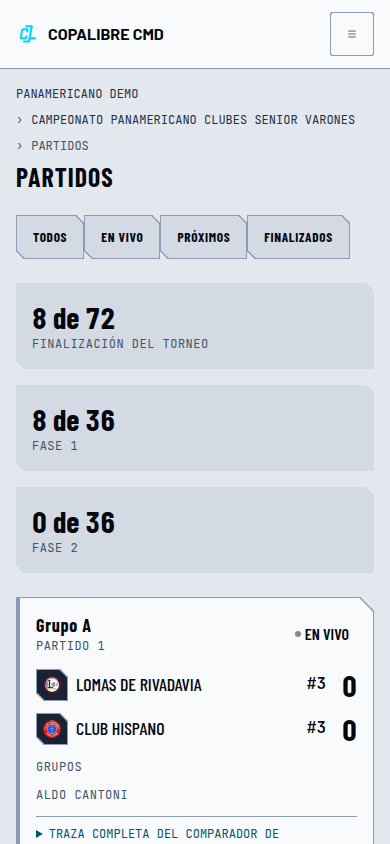 COPALIBRE CMD
PANAMERICANO DEMO
› CAMPEONATO PANAMERICANO CLUBES SENIOR VARONES
› PARTIDOS
PARTIDOS
TODOS EN VIVO PRÓXIMOS FINALIZADOS
8 de 72
FINALIZACIÓN DEL TORNEO
8 de 36
FASE 1
0 de 36
FASE 2
Grupo A
PARTIDO 1
EN VIVO
LOMAS DE RIVADAVIA #3 0
CLUB HISPANO #3 0
GRUPOS
ALDO CANTONI
TRAZA COMPLETA DEL COMPARADOR DE